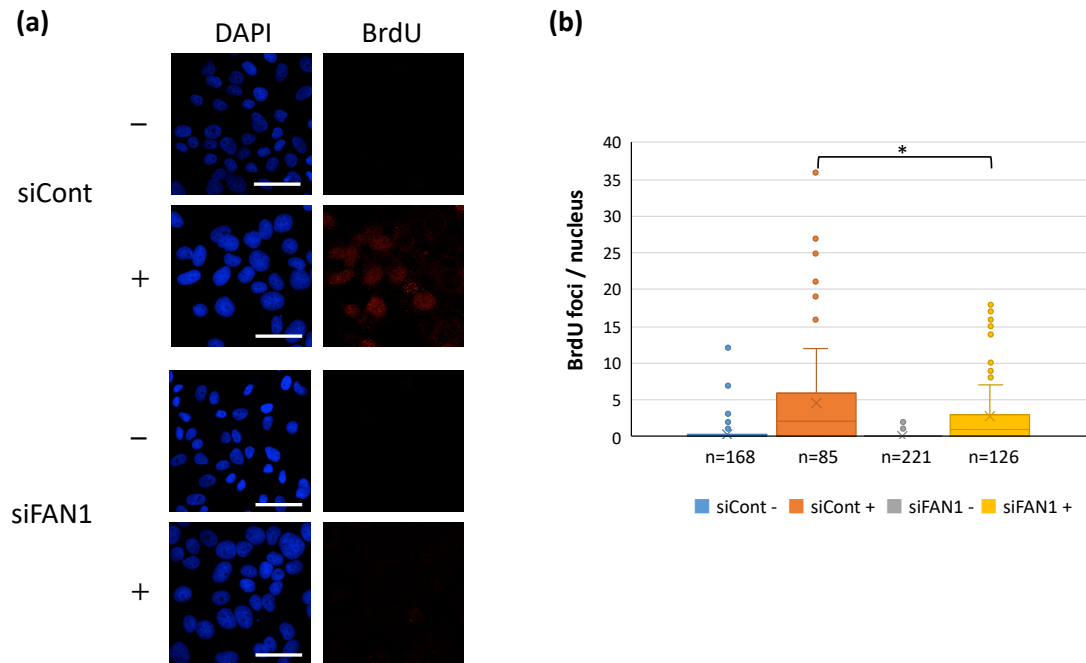 (a)
DAPI BrdU
−
siCont
+
−
siFAN1
+
(b)
BrdU foci / nucleus
40
35
30
25
20
15
10
5
0
*
n=168 n=85 n=221 n=126
siCont - siCont + siFAN1 - siFAN1 +